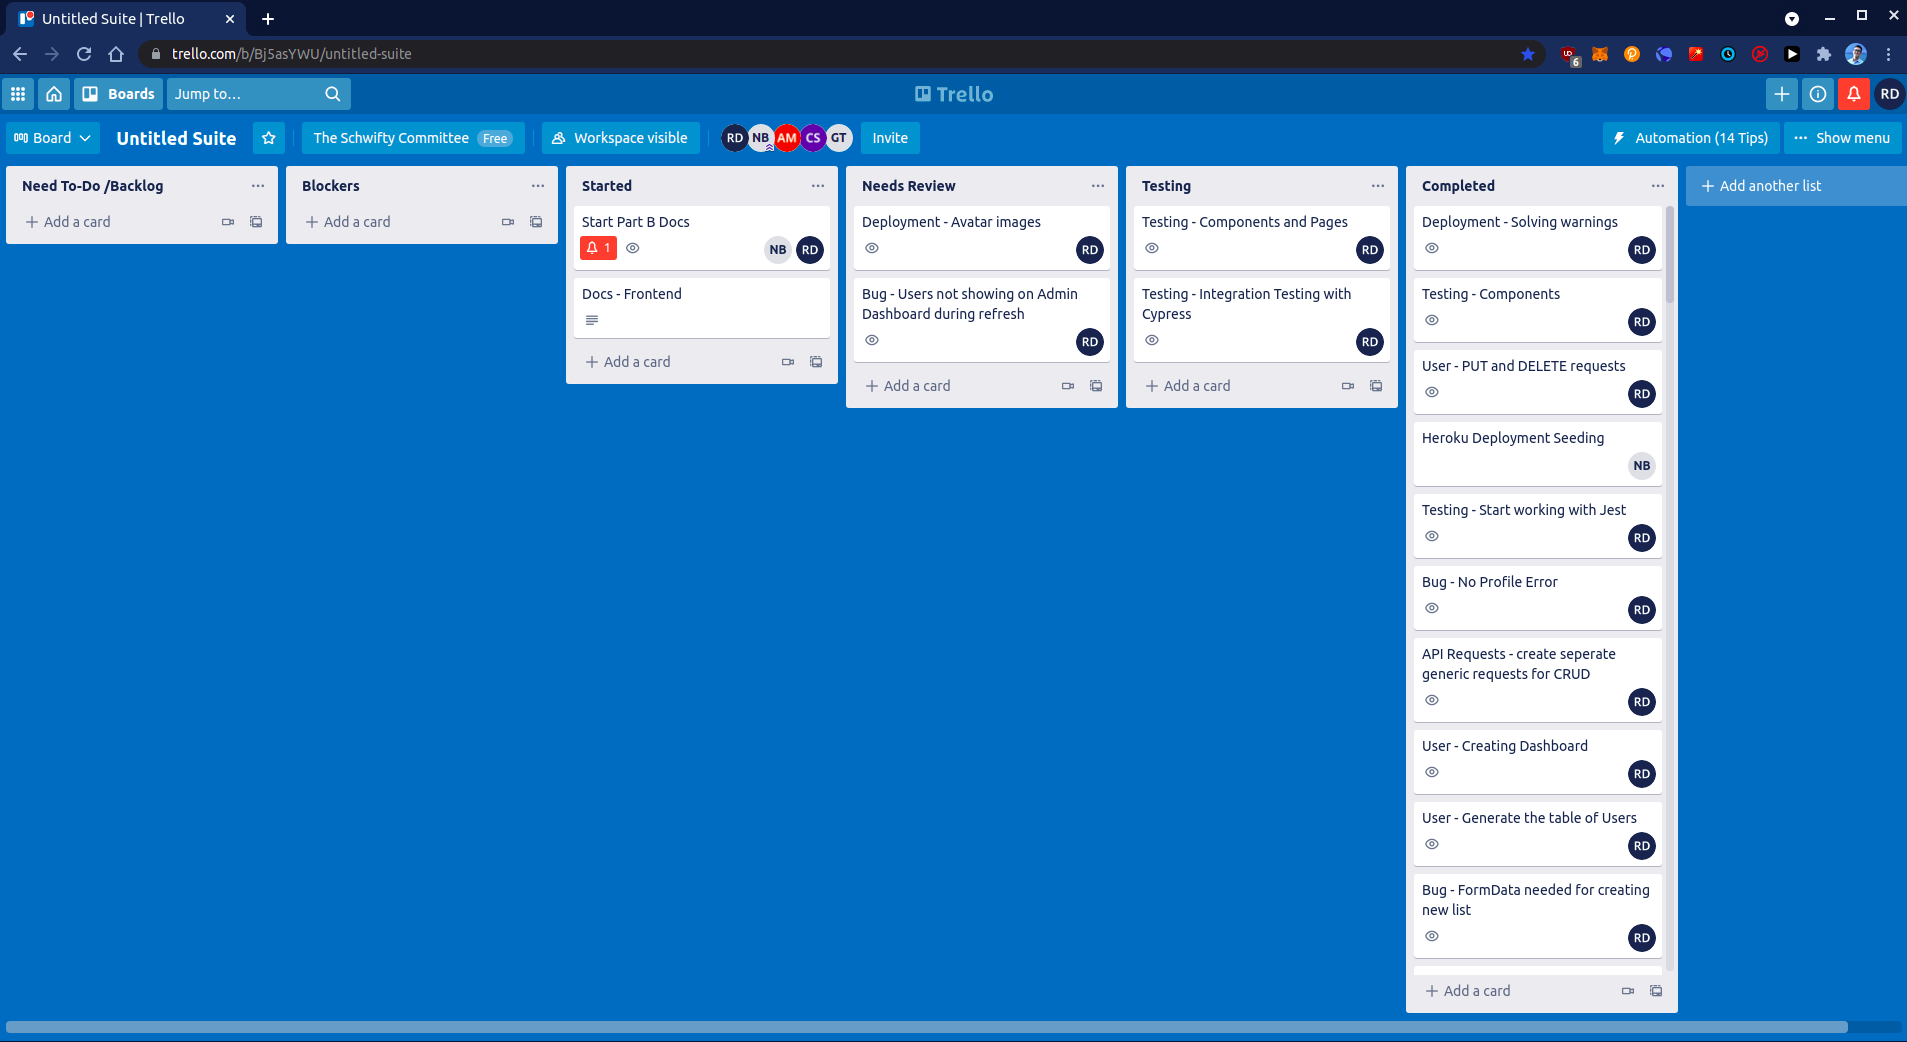 Untitled Suite | Trello
trello.com/b/Bj5asYWU/untitled-suite
6
Boards
Jump to...
Trello
RD
Board
Untitled Suite
The Schwifty Committee Free
Workspace visible
RD NB AM CS GT
Invite
Automation (14 Tips)
Show menu
Need To-Do /Backlog
Add a card
Blockers
Add a card
Started
Start Part B Docs
1
NB RD
Docs - Frontend
Add a card
Needs Review
Deployment - Avatar images
RD
Bug - Users not showing on Admin
Dashboard during refresh
RD
Add a card
Testing
Testing - Components and Pages
RD
Testing - Integration Testing with
Cypress
RD
Add a card
Completed
Deployment - Solving warnings
RD
Testing - Components
RD
User - PUT and DELETE requests
RD
Heroku Deployment Seeding
NB
Testing - Start working with Jest
RD
Bug - No Profile Error
RD
API Requests - create seperate
generic requests for CRUD
RD
User - Creating Dashboard
RD
User - Generate the table of Users
RD
Bug - FormData needed for creating
new list
RD
Add a card
Add another list